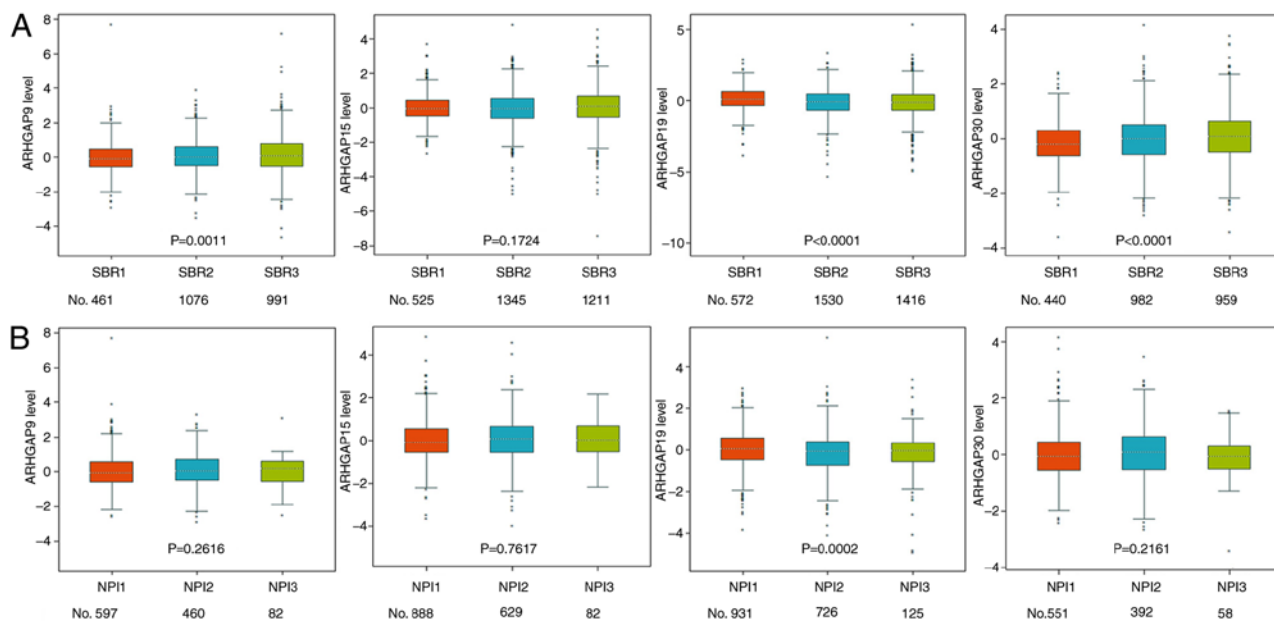 A
ARHGAP9 level
8
6
4
2
0
−2
−4
P=0.0011
SBR1 SBR2 SBR3
No. 461 1076 991
ARHGAP15 level
4
2
0
−2
−4
−6
−8
P=0.1724
SBR1 SBR2 SBR3
525 1345 1211
ARHGAP19 level
5
0
−5
−10
P<0.0001
SBR1 SBR2 SBR3
No. 572 1530 1416
ARHGAP30 level
4
2
0
−2
−4
P<0.0001
SBR1 SBR2 SBR3
No. 440 982 959
B
ARHGAP9 level
8
6
4
2
0
−2
−4
P=0.2616
NPI1 NPI2 NPI3
No. 597 460 82
ARHGAP15 level
4
2
0
−2
−4
P=0.7617
NPI1 NPI2 NPI3
No. 888 629 82
ARHGAP19 level
4
2
0
−2
−4
P=0.0002
NPI1 NPI2 NPI3
No. 931 726 125
ARHGAP30 level
4
2
0
−2
−4
P=0.2161
NPI1 NPI2 NPI3
No.551 392 58